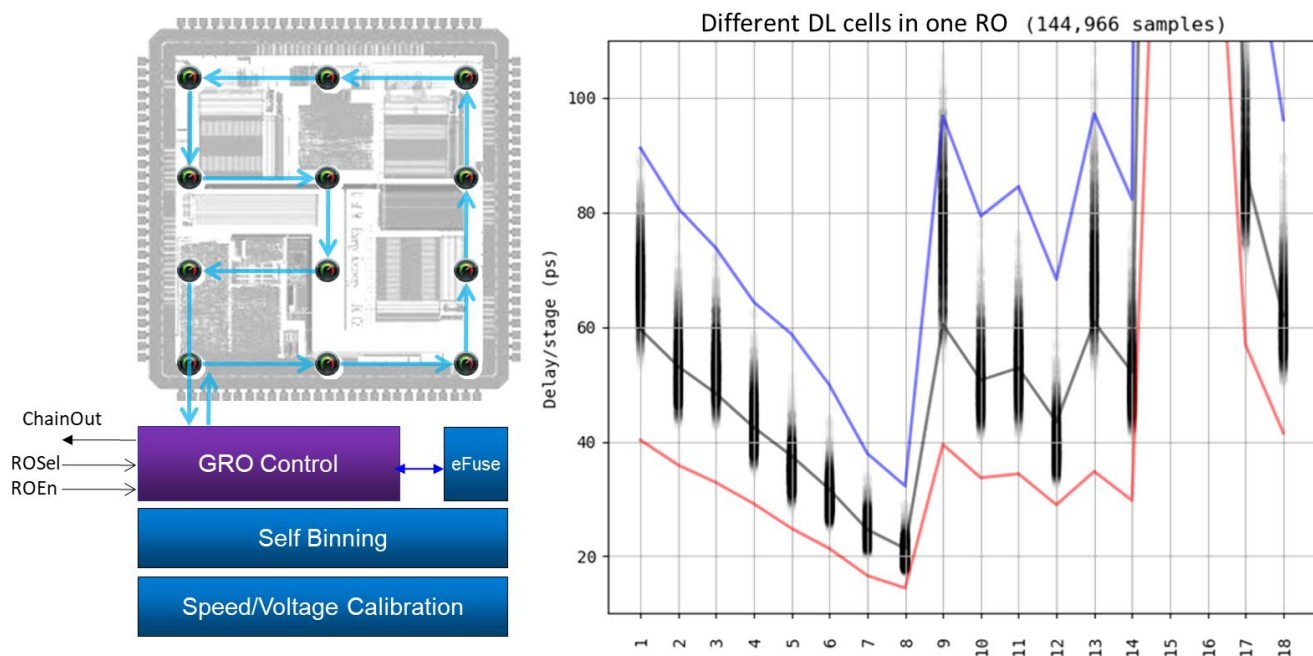 Different DL cells in one RO (144,966 samples)
ChainOut
ROSel
ROEn
GRO Control
eFuse
Self Binning
Speed/Voltage Calibration
Delay/stage (ps)
100
80
60
40
20
1 2 3 4 5 6 7 8 9 10 11 12 13 14 15 16 17 18